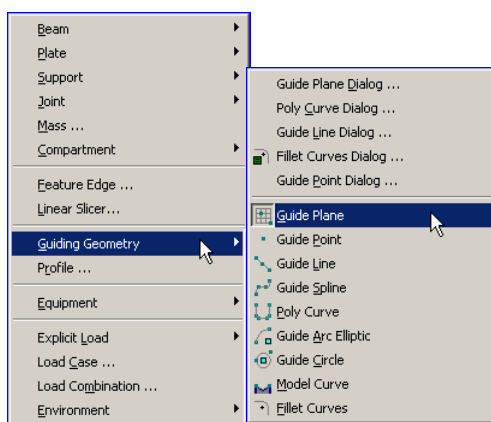 Beam
Plate
Support
Joint
Mass ...
Compartment
Feature Edge ...
Linear Slicer...
Guiding Geometry
Profile ...
Equipment
Explicit Load
Load Case ...
Load Combination ...
Environment
Guide Plane Dialog ...
Poly Curve Dialog ...
Guide Line Dialog ...
Fillet Curves Dialog ...
Guide Point Dialog ...
Guide Plane
Guide Point
Guide Line
Guide Spline
Poly Curve
Guide Arc Elliptic
Guide Circle
Model Curve
Fillet Curves